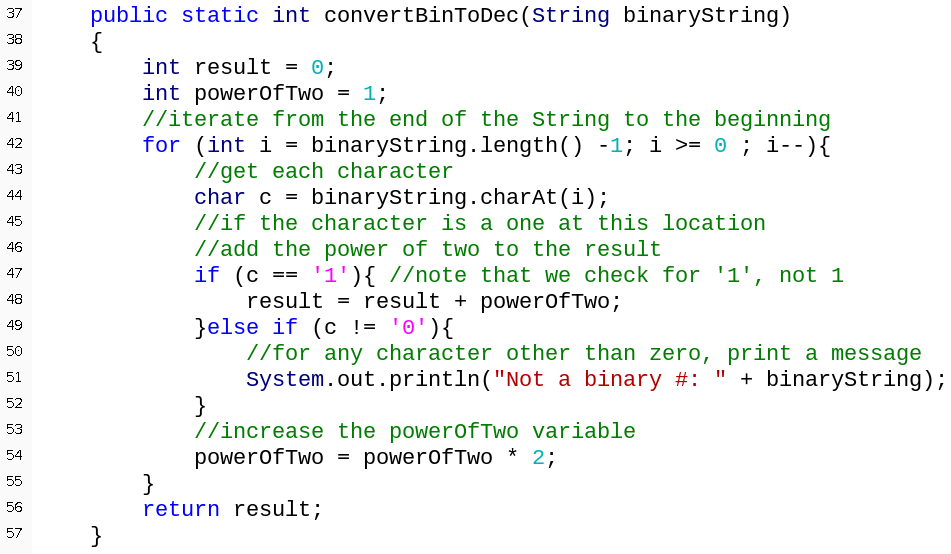 37 public static int convertBinToDec(String binaryString)
38 {
39 int result = 0;
40 int powerOfTwo = 1;
41 //iterate from the end of the String to the beginning
42 for (int i = binaryString.length() -1; i >= 0 ; i--){
43 //get each character
44 char c = binaryString.charAt(i);
45 //if the character is a one at this location
46 //add the power of two to the result
47 if (c == '1'){ //note that we check for '1', not 1
48 result = result + powerOfTwo;
49 }else if (c != '0'){
50 //for any character other than zero, print a message
51 System.out.println("Not a binary #: " + binaryString);
52 }
53 //increase the powerOfTwo variable
54 powerOfTwo = powerOfTwo * 2;
55 }
56 return result;
57 }